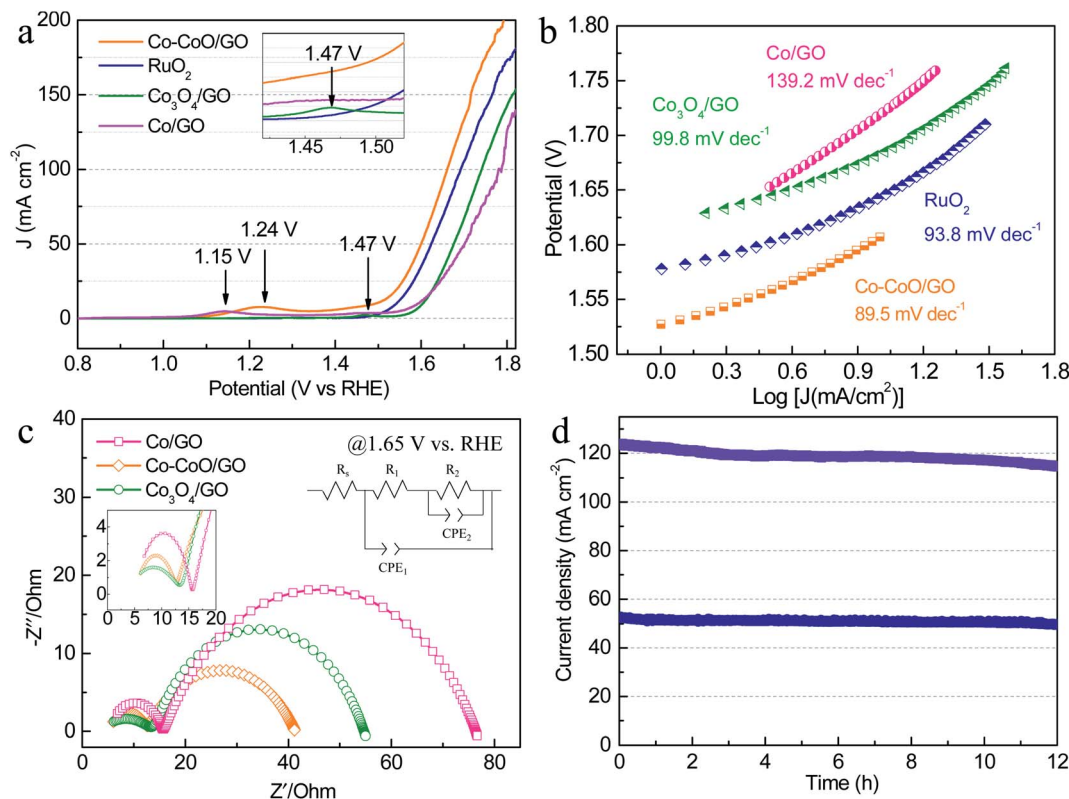 a
Co-CoO/GO
RuO₂
Co₃O₄/GO
Co/GO
1.47 V
1.45 1.50
1.15 V
1.24 V
1.47 V
200
150
100
50
0
J (mA cm⁻²)
0.8 1.0 1.2 1.4 1.6 1.8
Potential (V vs RHE)
b
Co/GO
139.2 mV dec⁻¹
Co₃O₄/GO
99.8 mV dec⁻¹
RuO₂
93.8 mV dec⁻¹
Co-CoO/GO
89.5 mV dec⁻¹
1.80
1.75
1.70
1.65
1.60
1.55
1.50
Potential (V)
0.0 0.3 0.6 0.9 1.2 1.5 1.8
Log [J(mA/cm²)]
c
Co/GO
Co-CoO/GO
Co₃O₄/GO
@1.65 V vs. RHE
Rₛ R₁ R₂
CPE₂
CPE₁
4
2
0
0 5 10 15 20
-40
-30
20
10
0
-Z″/Ohm
0 20 40 60 80
Z′/Ohm
d
120
100
80
60
40
20
0
Current density (mA cm⁻²)
0 2 4 6 8 10 12
Time (h)